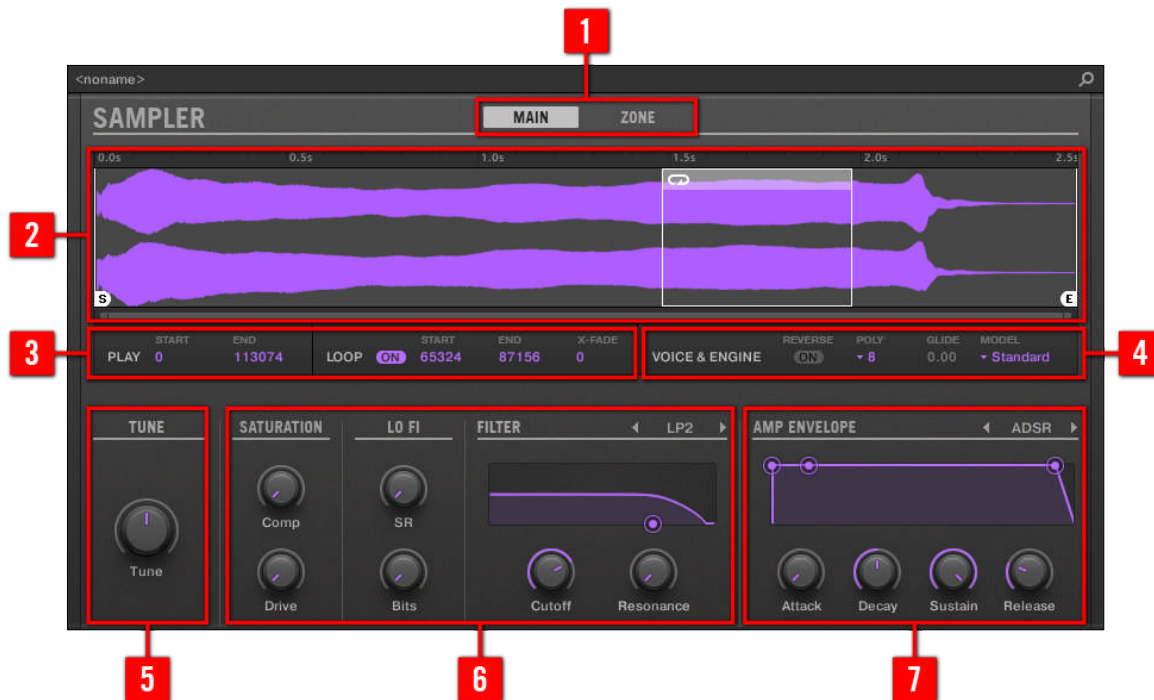 1
<noname>
SAMPLER MAIN ZONE
0.0s 0.5s 1.0s 1.5s 2.0s 2.5s
2
S E
3
START END START END X-FADE REVERSE POLY GLIDE MODEL
PLAY 0 113074 LOOP ON 65324 87156 0 VOICE & ENGINE ON 8 0.00 Standard
4
TUNE SATURATION LO FI FILTER LP2 AMP ENVELOPE ADSR
Comp SR
Tune
Drive Bits Cutoff Resonance Attack Decay Sustain Release
5 6 7